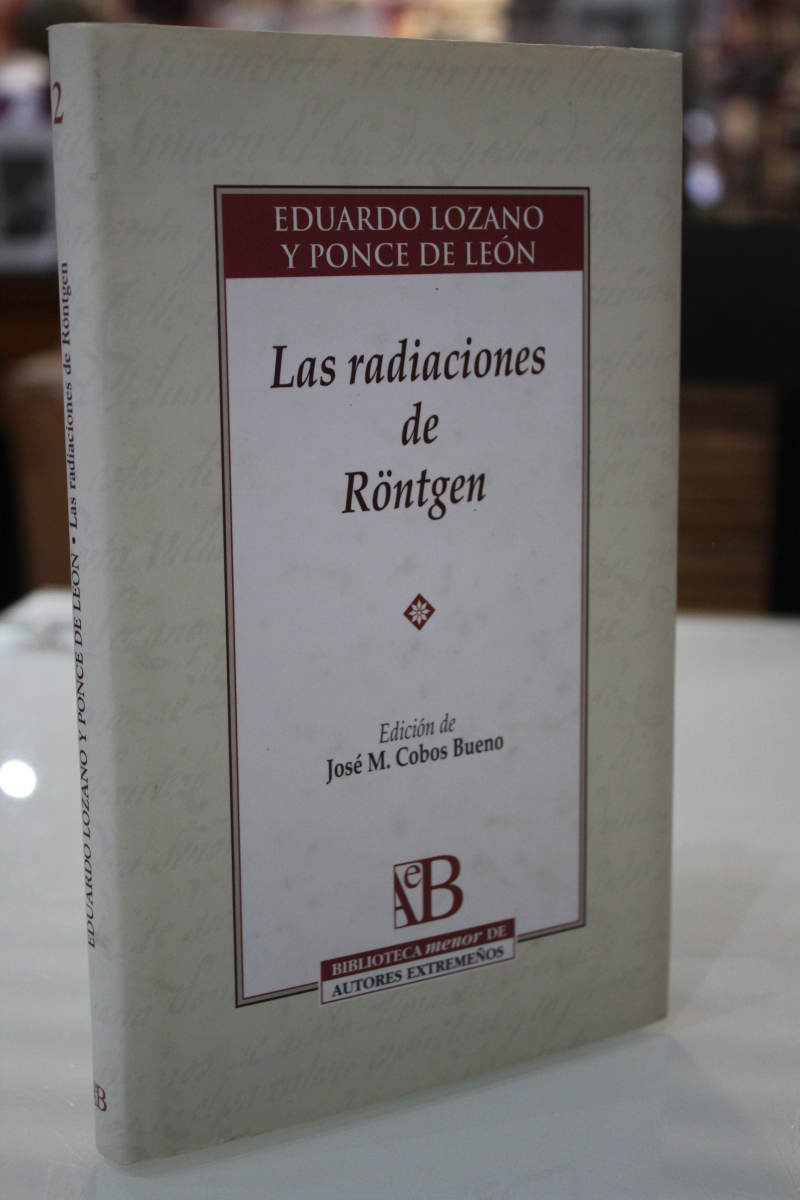 EDUARDO LOZANO
Y PONCE DE LEÓN
Las radiaciones
de
Röntgen
Edición de
José M. Cobos Bueno
AeB
BIBLIOTECA menor DE
AUTORES EXTREMEÑOS
2
EDUARDO LOZANO Y PONCE DE LEÓN • Las radiaciones de Röntgen
AB